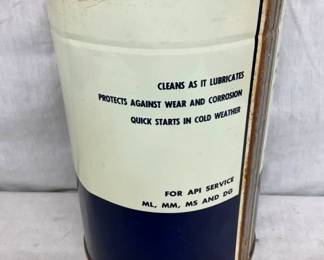 CLEANS AS IT LUBRICATES
PROTECTS AGAINST WEAR AND CORROSION
QUICK STARTS IN COLD WEATHER
FOR API SERVICE
ML, MM, MS AND DG